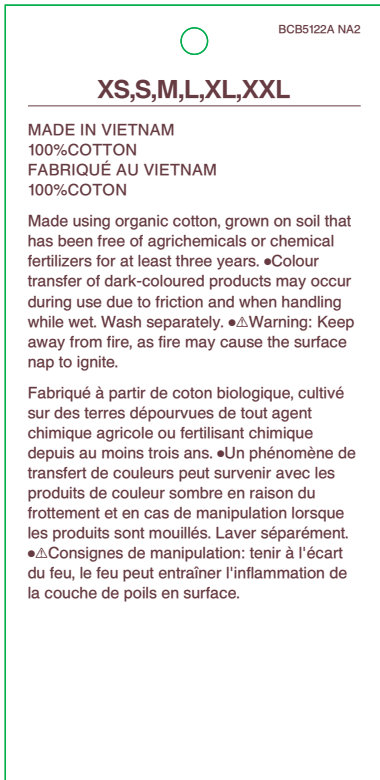 BCB5122A NA2
XS,S,M,L,XL,XXL
MADE IN VIETNAM
100%COTTON
FABRIQUÉ AU VIETNAM
100%COTON
Made using organic cotton, grown on soil that
has been free of agrichemicals or chemical
fertilizers for at least three years. ●Colour
transfer of dark-coloured products may occur
during use due to friction and when handling
while wet. Wash separately. ●⚠Warning: Keep
away from fire, as fire may cause the surface
nap to ignite.
Fabriqué à partir de coton biologique, cultivé
sur des terres dépourvues de tout agent
chimique agricole ou fertilisant chimique
depuis au moins trois ans. ●Un phénomène de
transfert de couleurs peut survenir avec les
produits de couleur sombre en raison du
frottement et en cas de manipulation lorsque
les produits sont mouillés. Laver séparément.
●⚠Consignes de manipulation: tenir à l'écart
du feu, le feu peut entraîner l'inflammation de
la couche de poils en surface.